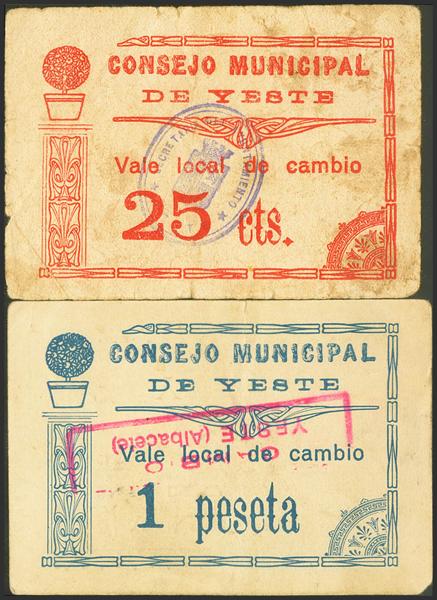 CONSEJO MUNICIPAL
DE YESTE
Vale local de cambio
25 cts.
CONSEJO MUNICIPAL
DE YESTE
YESTE (Albacete)
Vale local de cambio
1 peseta